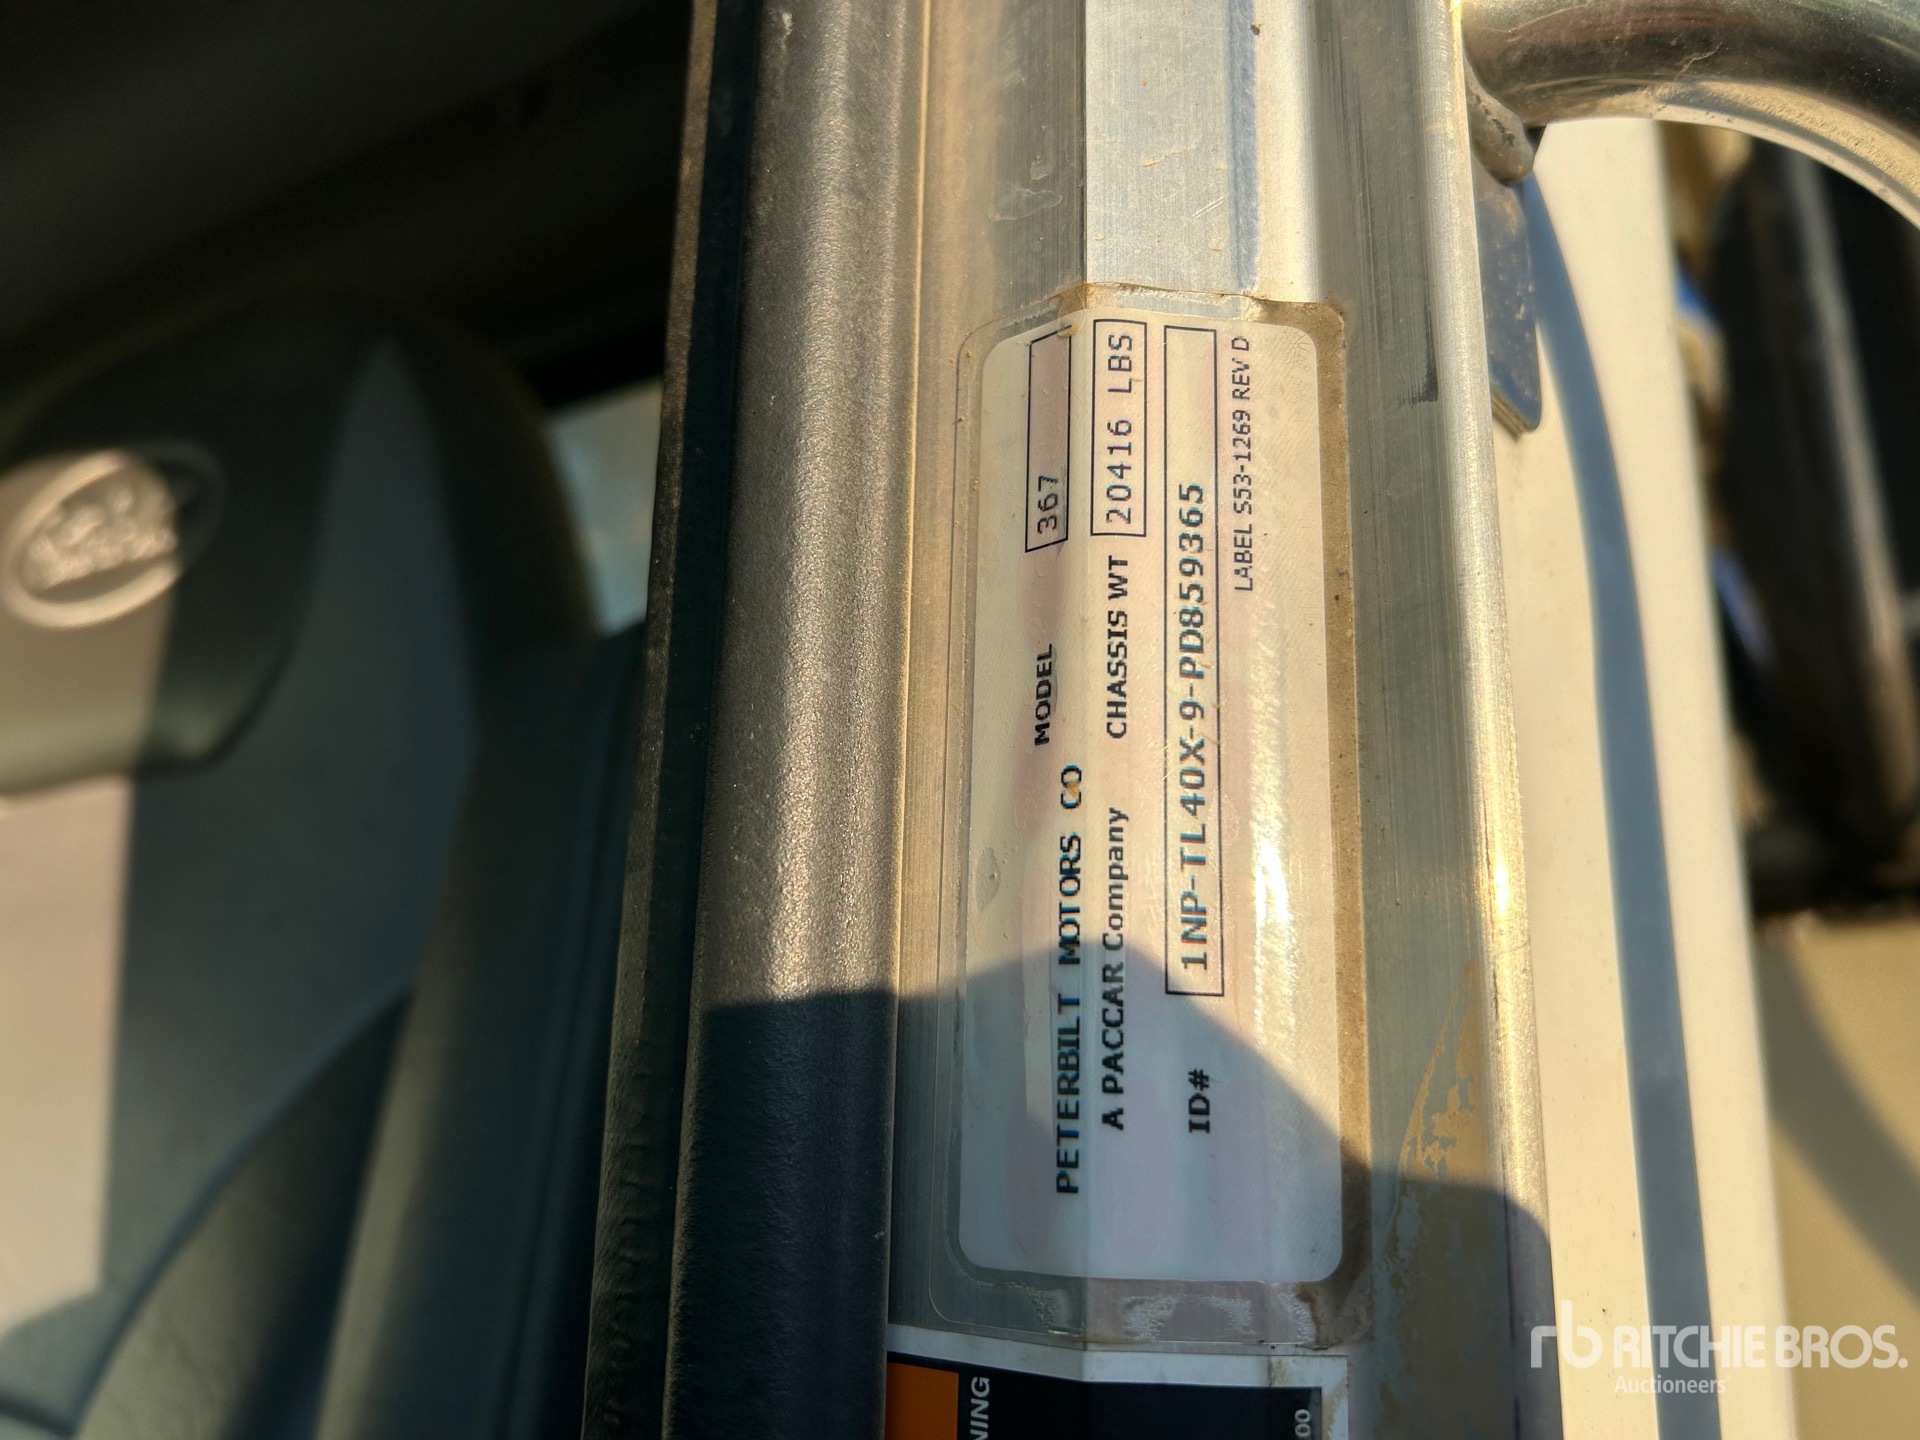 PETERBILT MOTORS CO MODEL 367
A PACCAR Company CHASSIS WT 20416 LBS
ID# 1NP-TL40X-9-PD859365
LABEL S53-1269 REV D
RITCHIE BROS.
Auctioneers